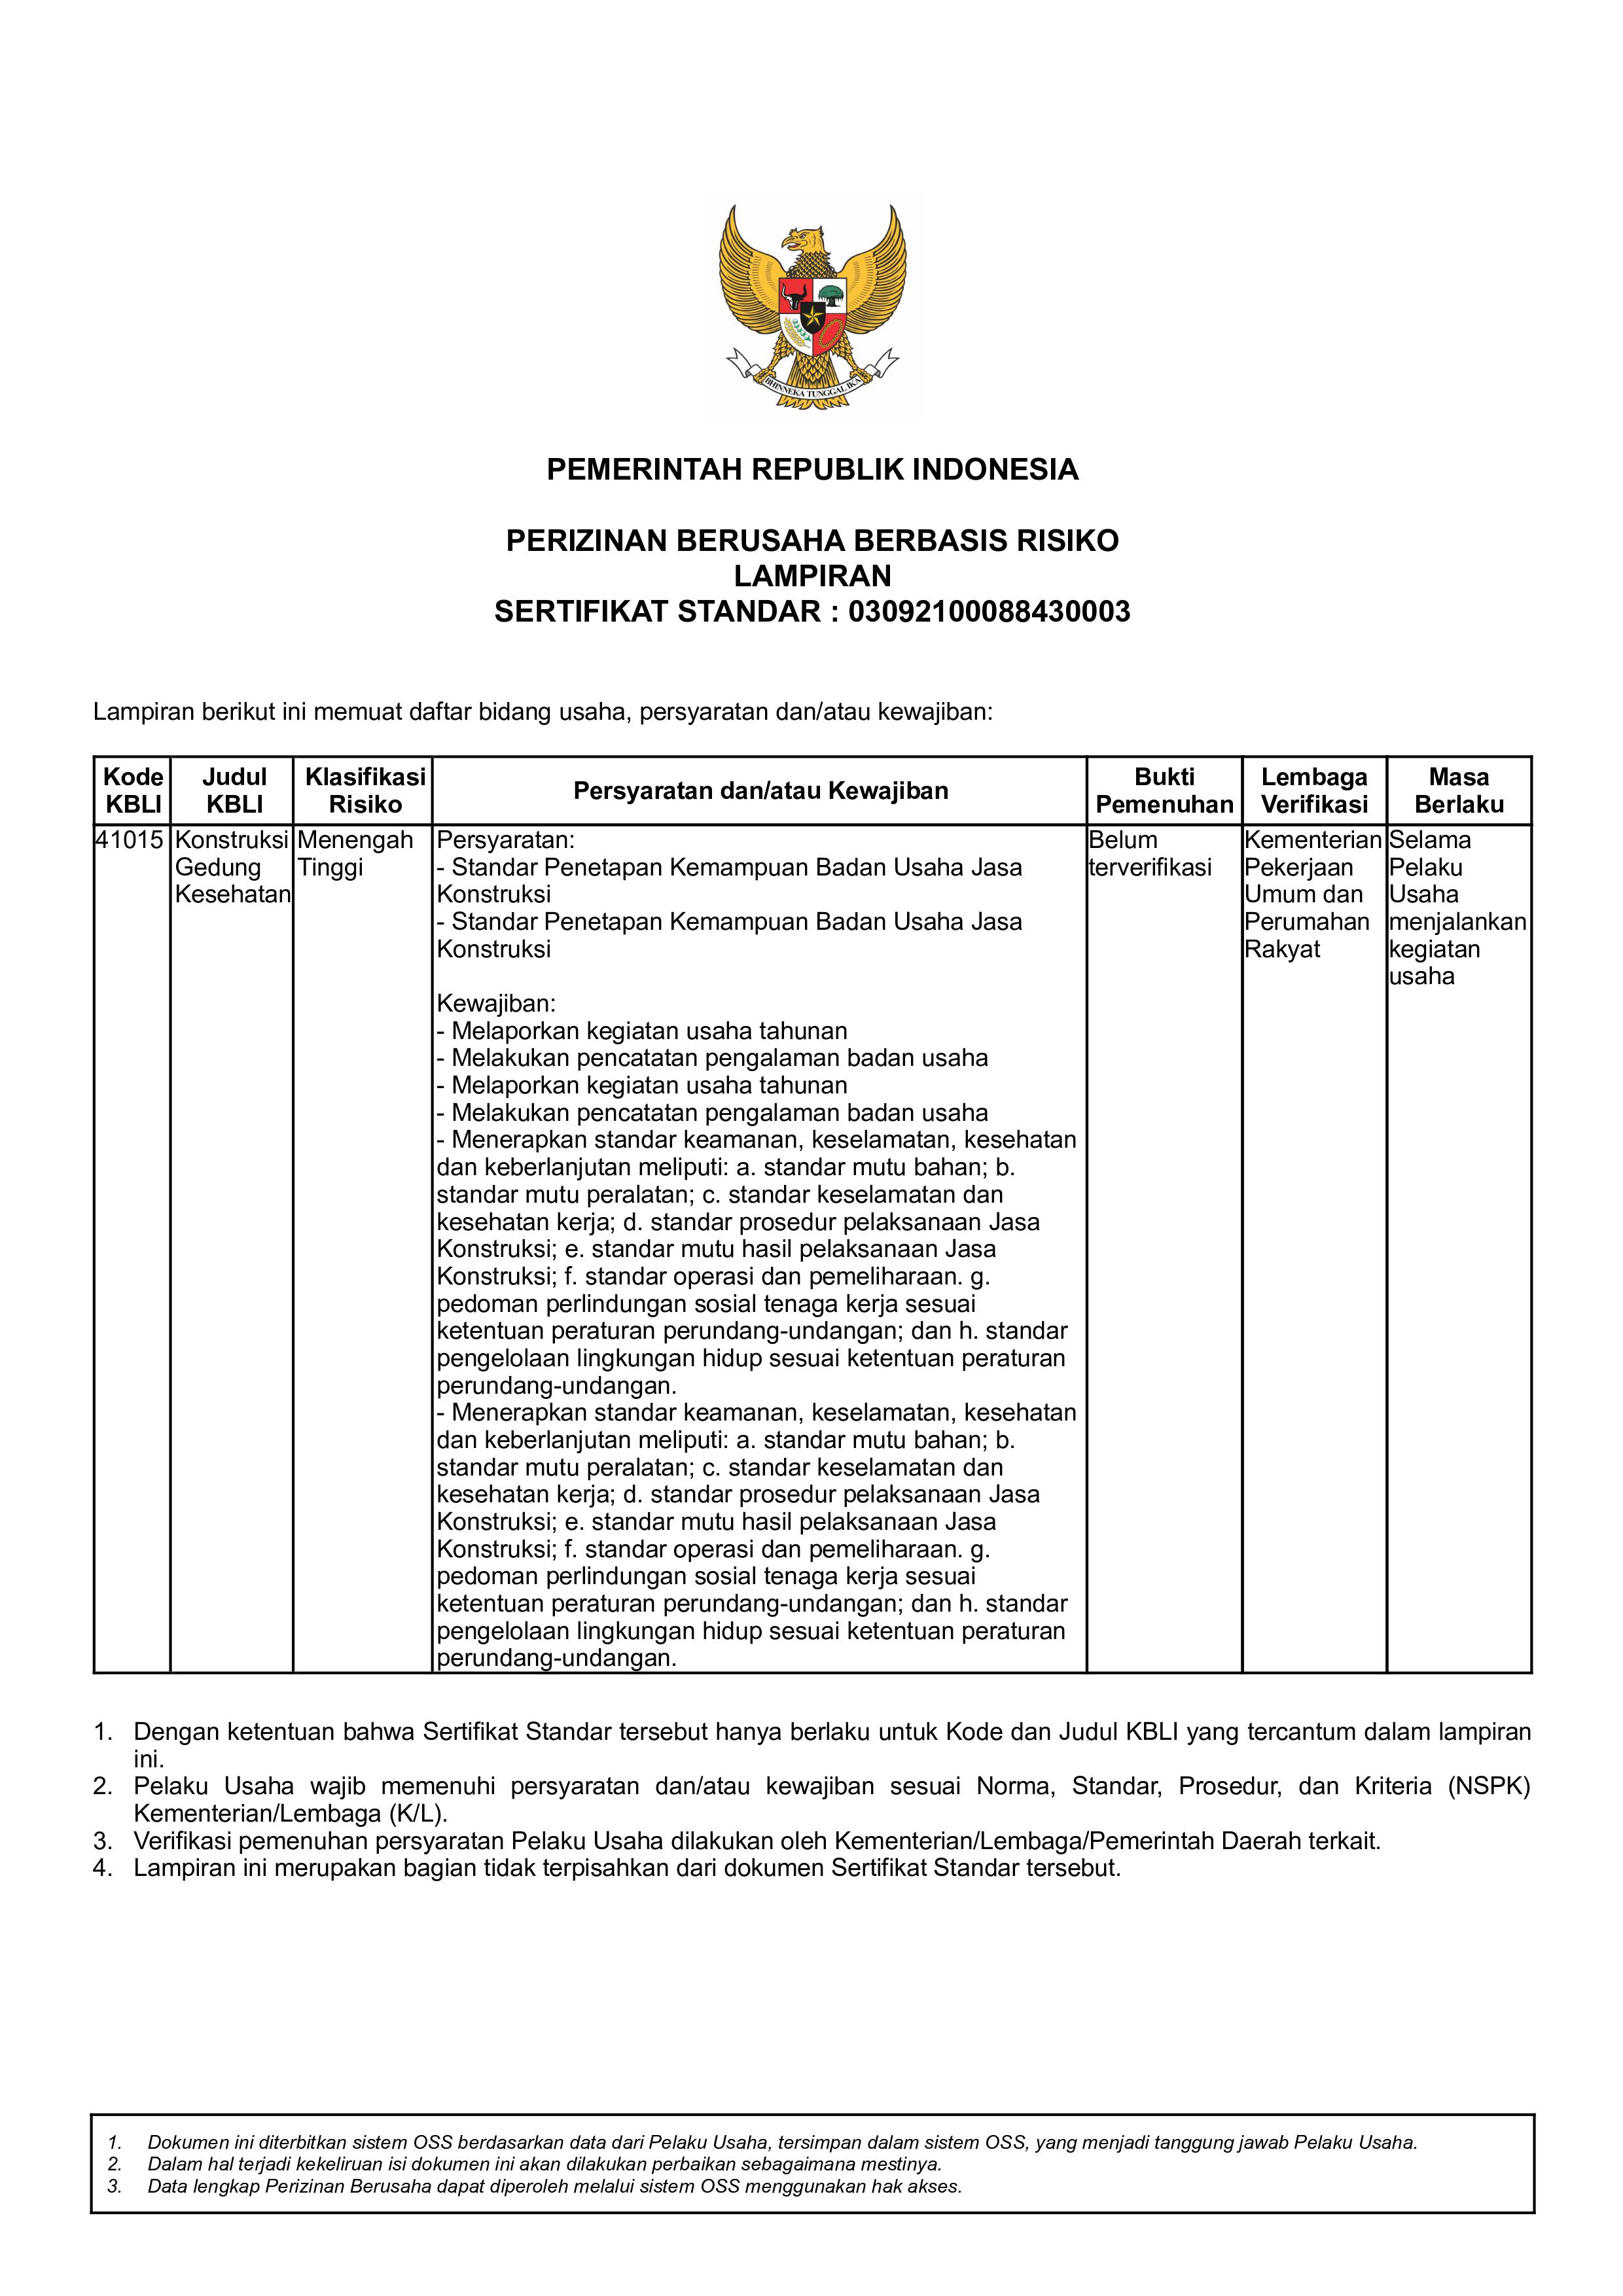 BHINNEKA TUNGGAL IKA
PEMERINTAH REPUBLIK INDONESIA
PERIZINAN BERUSAHA BERBASIS RISIKO
LAMPIRAN
SERTIFIKAT STANDAR : 03092100088430003
Lampiran berikut ini memuat daftar bidang usaha, persyaratan dan/atau kewajiban:
Kode
KBLI
Judul
KBLI
Klasifikasi
Risiko
Persyaratan dan/atau Kewajiban
Bukti
Pemenuhan
Lembaga
Verifikasi
Masa
Berlaku
41015
Konstruksi
Gedung
Kesehatan
Menengah
Tinggi
Persyaratan:
- Standar Penetapan Kemampuan Badan Usaha Jasa
Konstruksi
- Standar Penetapan Kemampuan Badan Usaha Jasa
Konstruksi
Kewajiban:
- Melaporkan kegiatan usaha tahunan
- Melakukan pencatatan pengalaman badan usaha
- Melaporkan kegiatan usaha tahunan
- Melakukan pencatatan pengalaman badan usaha
- Menerapkan standar keamanan, keselamatan, kesehatan
dan keberlanjutan meliputi: a. standar mutu bahan; b.
standar mutu peralatan; c. standar keselamatan dan
kesehatan kerja; d. standar prosedur pelaksanaan Jasa
Konstruksi; e. standar mutu hasil pelaksanaan Jasa
Konstruksi; f. standar operasi dan pemeliharaan. g.
pedoman perlindungan sosial tenaga kerja sesuai
ketentuan peraturan perundang-undangan; dan h. standar
pengelolaan lingkungan hidup sesuai ketentuan peraturan
perundang-undangan.
- Menerapkan standar keamanan, keselamatan, kesehatan
dan keberlanjutan meliputi: a. standar mutu bahan; b.
standar mutu peralatan; c. standar keselamatan dan
kesehatan kerja; d. standar prosedur pelaksanaan Jasa
Konstruksi; e. standar mutu hasil pelaksanaan Jasa
Konstruksi; f. standar operasi dan pemeliharaan. g.
pedoman perlindungan sosial tenaga kerja sesuai
ketentuan peraturan perundang-undangan; dan h. standar
pengelolaan lingkungan hidup sesuai ketentuan peraturan
perundang-undangan.
Belum
terverifikasi
Kementerian
Pekerjaan
Umum dan
Perumahan
Rakyat
Selama
Pelaku
Usaha
menjalankan
kegiatan
usaha
1. Dengan ketentuan bahwa Sertifikat Standar tersebut hanya berlaku untuk Kode dan Judul KBLI yang tercantum dalam lampiran
ini.
2. Pelaku Usaha wajib memenuhi persyaratan dan/atau kewajiban sesuai Norma, Standar, Prosedur, dan Kriteria (NSPK)
Kementerian/Lembaga (K/L).
3. Verifikasi pemenuhan persyaratan Pelaku Usaha dilakukan oleh Kementerian/Lembaga/Pemerintah Daerah terkait.
4. Lampiran ini merupakan bagian tidak terpisahkan dari dokumen Sertifikat Standar tersebut.
1. Dokumen ini diterbitkan sistem OSS berdasarkan data dari Pelaku Usaha, tersimpan dalam sistem OSS, yang menjadi tanggung jawab Pelaku Usaha.
2. Dalam hal terjadi kekeliruan isi dokumen ini akan dilakukan perbaikan sebagaimana mestinya.
3. Data lengkap Perizinan Berusaha dapat diperoleh melalui sistem OSS menggunakan hak akses.